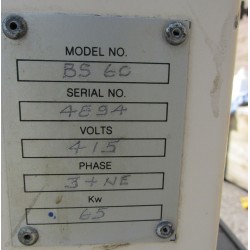 MODEL NO.
BS 60
SERIAL NO.
4894
VOLTS
415
PHASE
3+NE
Kw
65